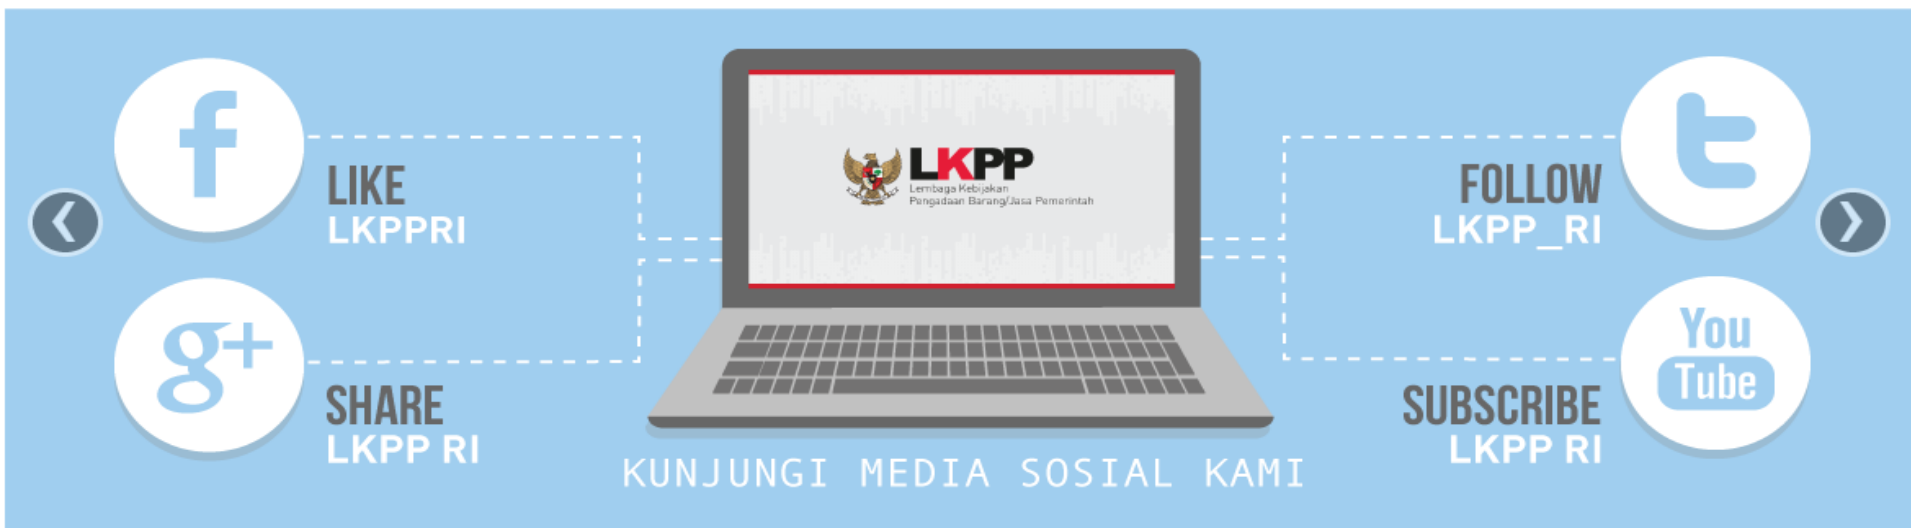 f
LIKE
LKPPRI
g+
SHARE
LKPP RI
LKPP
Lembaga Kebijakan
Pengadaan Barang/Jasa Pemerintah
KUNJUNGI MEDIA SOSIAL KAMI
t
FOLLOW
LKPP_RI
You
Tube
SUBSCRIBE
LKPP RI